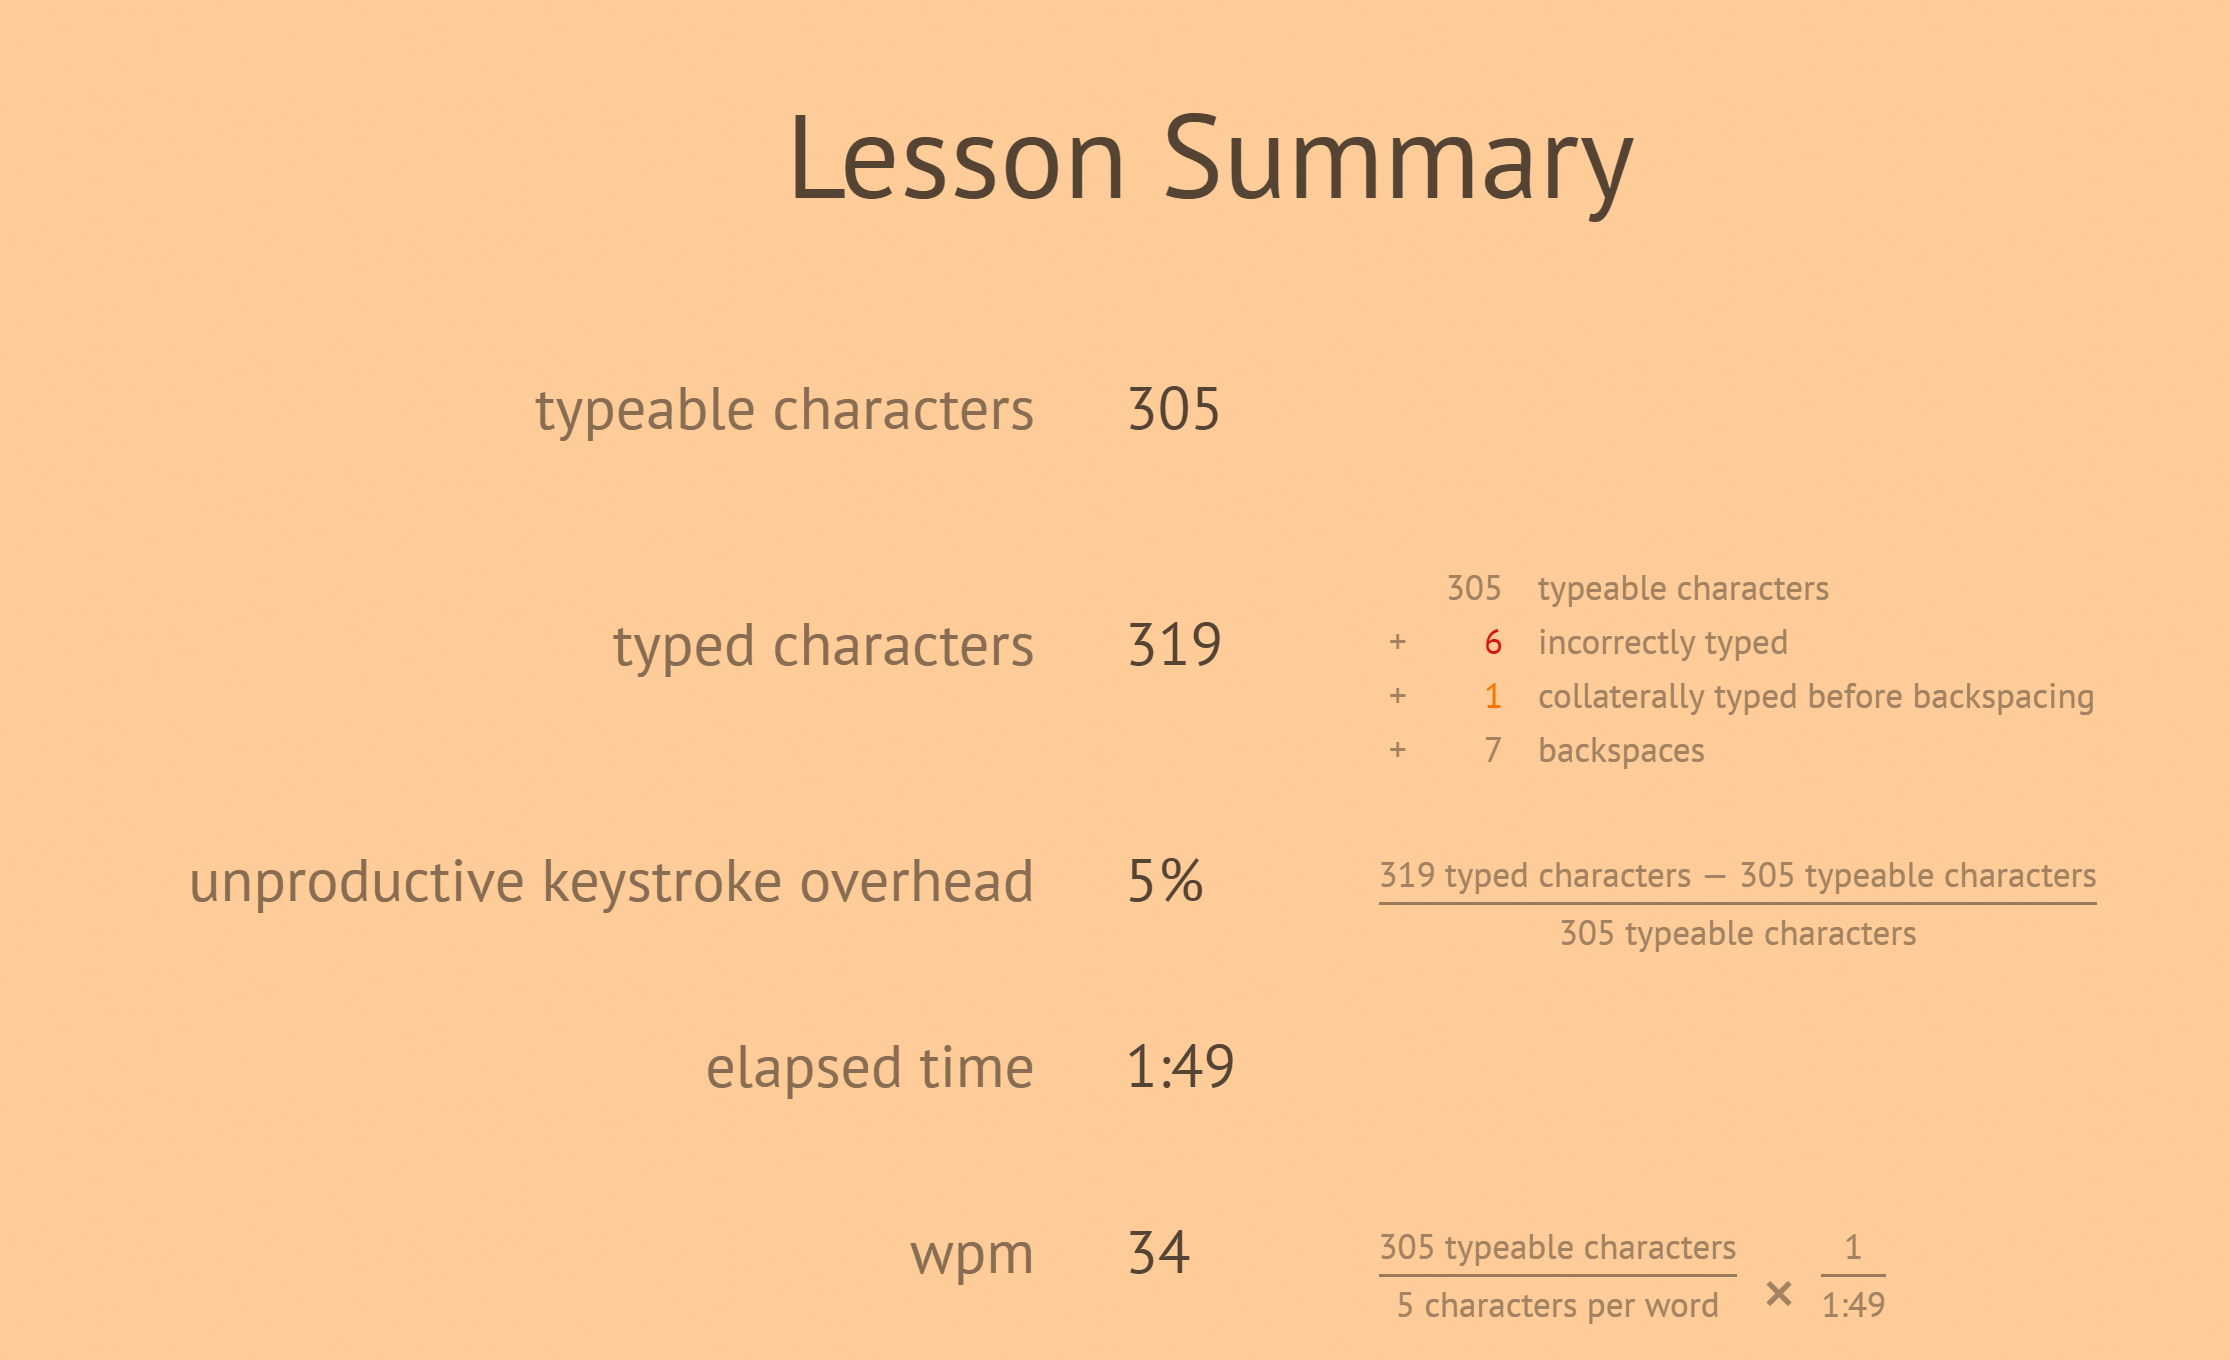 Lesson Summary
typeable characters 305
typed characters 319
305 typeable characters
+ 6 incorrectly typed
+ 1 collaterally typed before backspacing
+ 7 backspaces
unproductive keystroke overhead 5%
319 typed characters — 305 typeable characters
305 typeable characters
elapsed time 1:49
wpm 34
305 typeable characters
5 characters per word
×
1
1:49